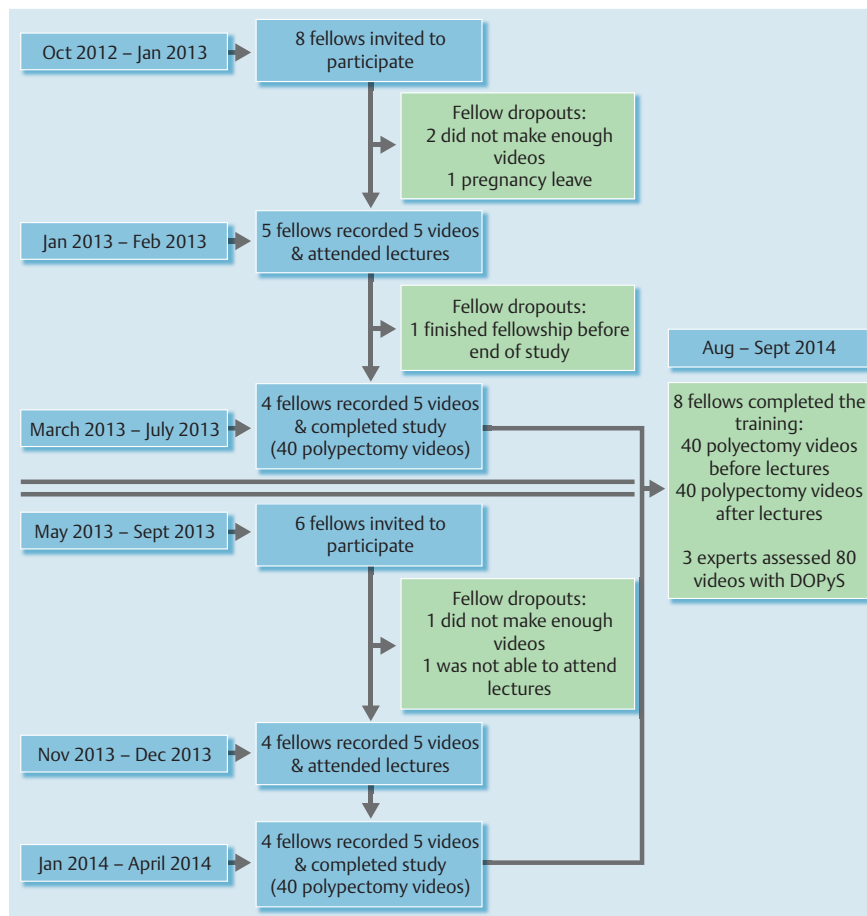 Oct 2012 – Jan 2013
8 fellows invited to
participate
Fellow dropouts:
2 did not make enough
videos
1 pregnancy leave
Jan 2013 – Feb 2013
5 fellows recorded 5 videos
& attended lectures
Fellow dropouts:
1 finished fellowship before
end of study
March 2013 – July 2013
4 fellows recorded 5 videos
& completed study
(40 polypectomy videos)
May 2013 – Sept 2013
6 fellows invited to
participate
Fellow dropouts:
1 did not make enough
videos
1 was not able to attend
lectures
Nov 2013 – Dec 2013
4 fellows recorded 5 videos
& attended lectures
Jan 2014 – April 2014
4 fellows recorded 5 videos
& completed study
(40 polypectomy videos)
Aug – Sept 2014
8 fellows completed the
training:
40 polyectomy videos
before lectures
40 polypectomy videos
after lectures
3 experts assessed 80
videos with DOPyS